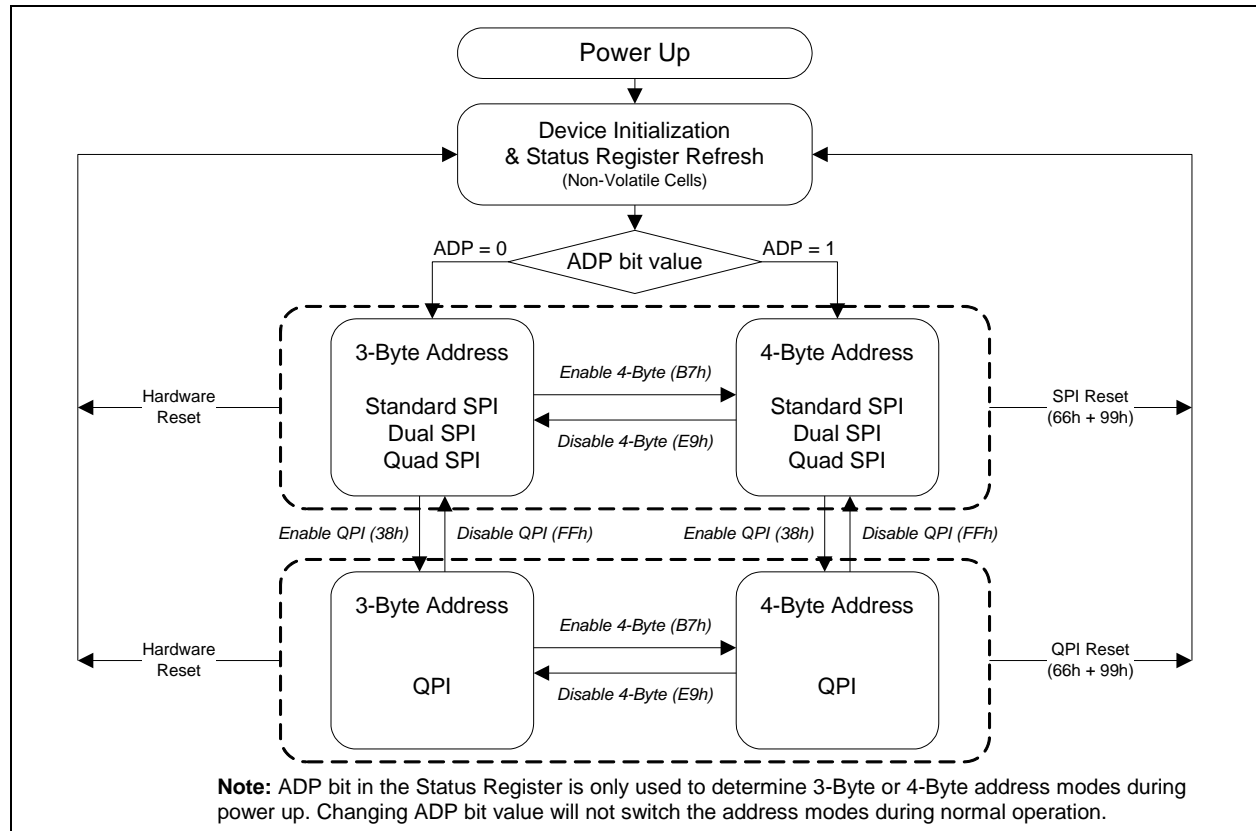 Power Up
Device Initialization
& Status Register Refresh
(Non-Volatile Cells)
ADP = 0
ADP bit value
ADP = 1
3-Byte Address
Standard SPI
Dual SPI
Quad SPI
Enable 4-Byte (B7h)
Disable 4-Byte (E9h)
4-Byte Address
Standard SPI
Dual SPI
Quad SPI
Hardware
Reset
SPI Reset
(66h + 99h)
Enable QPI (38h)
Disable QPI (FFh)
Enable QPI (38h)
Disable QPI (FFh)
3-Byte Address
QPI
Enable 4-Byte (B7h)
Disable 4-Byte (E9h)
4-Byte Address
QPI
Hardware
Reset
QPI Reset
(66h + 99h)
Note: ADP bit in the Status Register is only used to determine 3-Byte or 4-Byte address modes during
power up. Changing ADP bit value will not switch the address modes during normal operation.